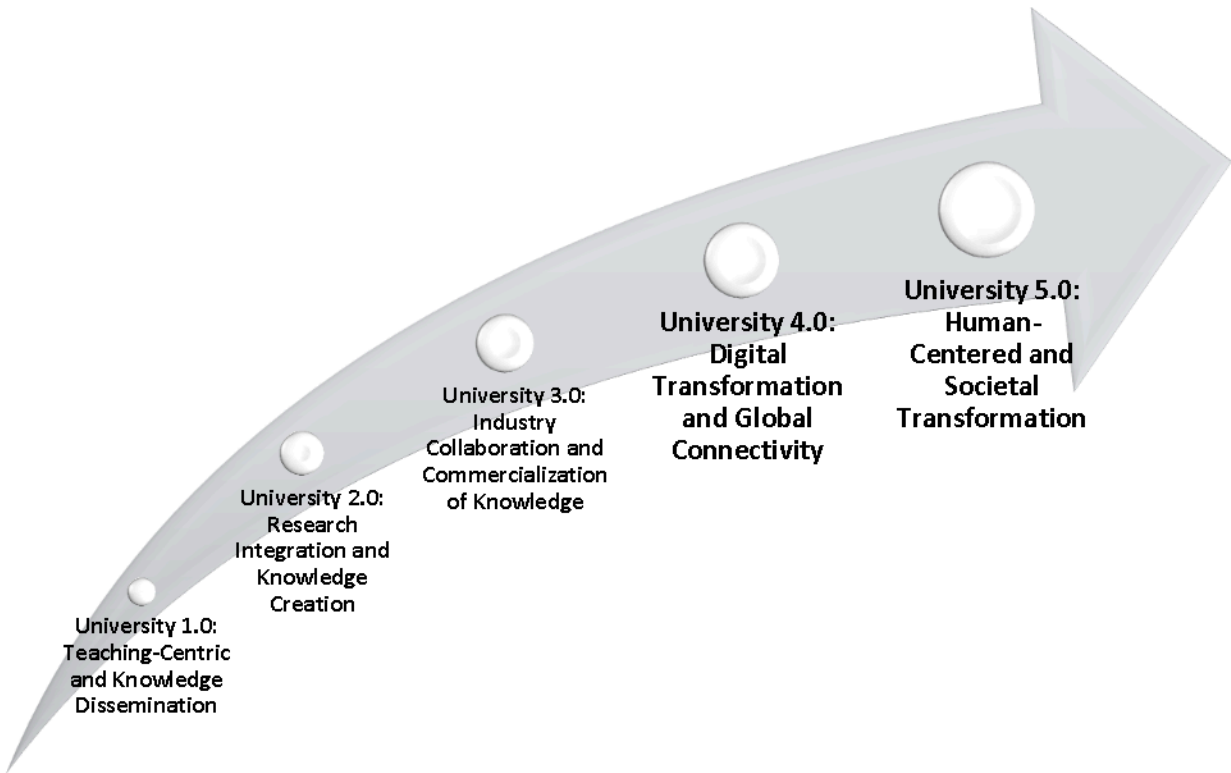 University 1.0:
Teaching-Centric
and Knowledge
Dissemination
University 2.0:
Research
Integration and
Knowledge
Creation
University 3.0:
Industry
Collaboration and
Commercialization
of Knowledge
University 4.0:
Digital
Transformation
and Global
Connectivity
University 5.0:
Human-
Centered and
Societal
Transformation